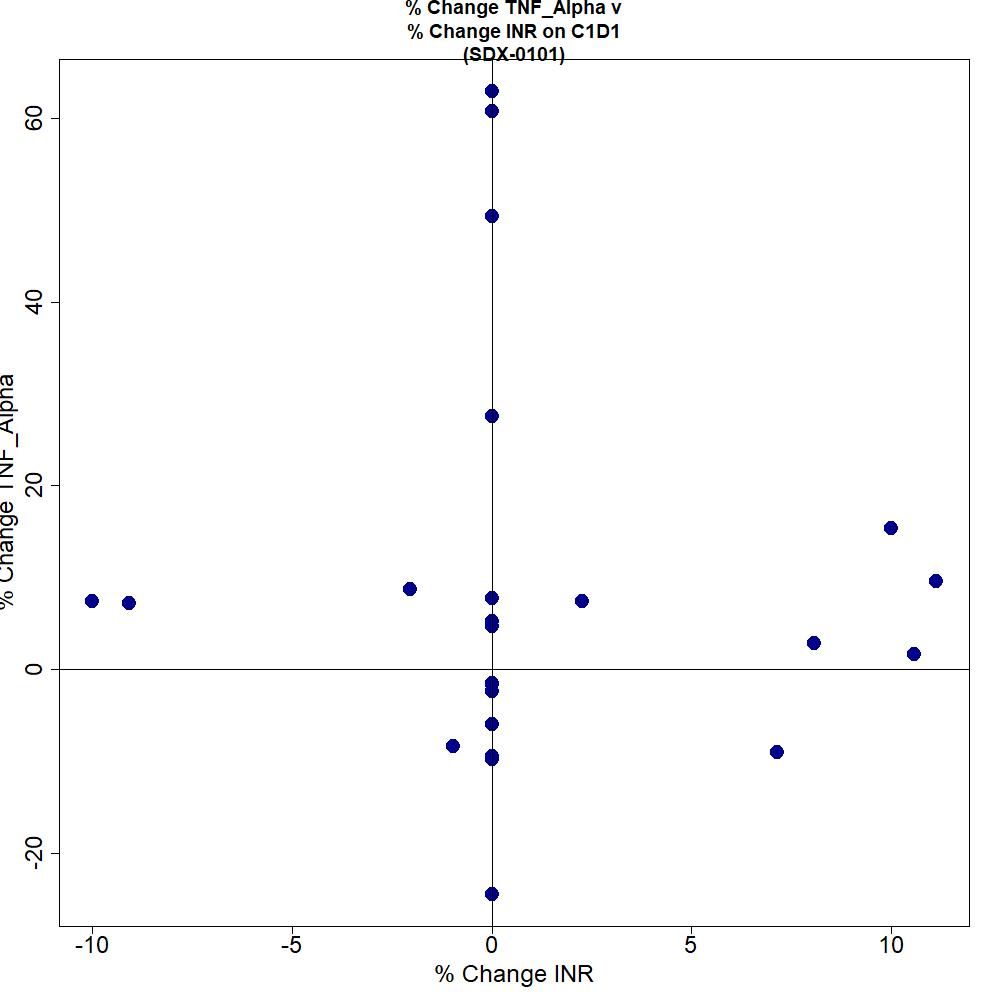 % Change TNF_Alpha v
% Change INR on C1D1
(SDX-0101)
% Change TNF_Alpha
60
40
20
0
-20
-10
-5
0
5
10
% Change INR